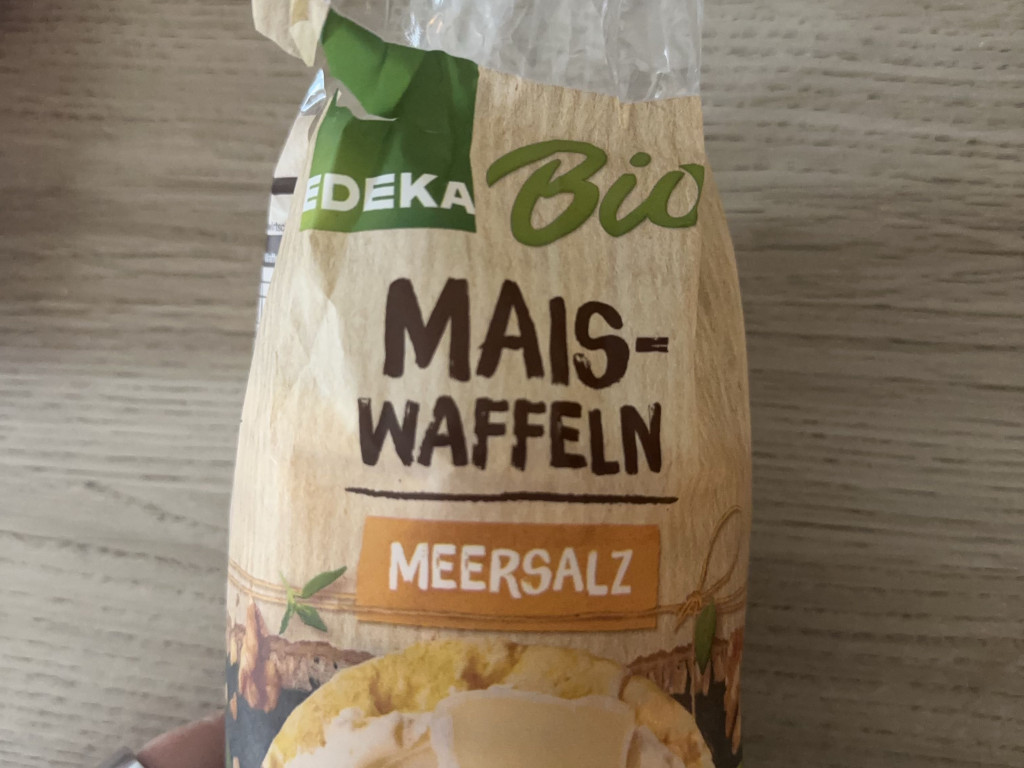 EDEKA Bio
MAIS-
WAFFELN
MEERSALZ